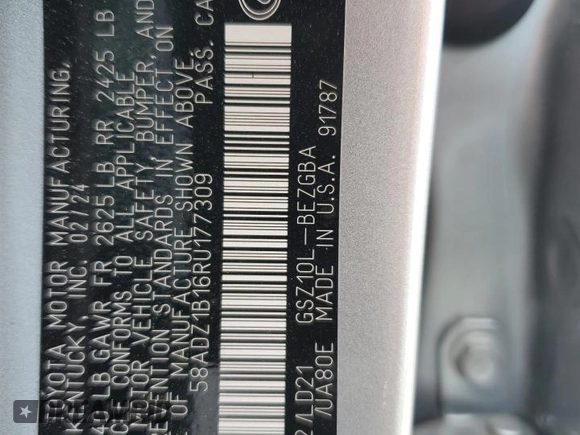 OYOTA MOTOR MANUFACTURING.
KENTUCKY INC. 02/24
LB GAWR FR 2625 LB RR 2425 LB
CONFORMS TO ALL APPLICABLE
MOTOR VEHICLE SAFETY, BUMPER, AND
EVENTION STANDARDS IN EFFECT ON
E OF MANUFACTURE SHOWN ABOVE.
58ADZ1B16RU177309 PASS. CA
/LD21 GSZ10L-BEZGBA
/UA80E MADE IN U.S.A. 91787